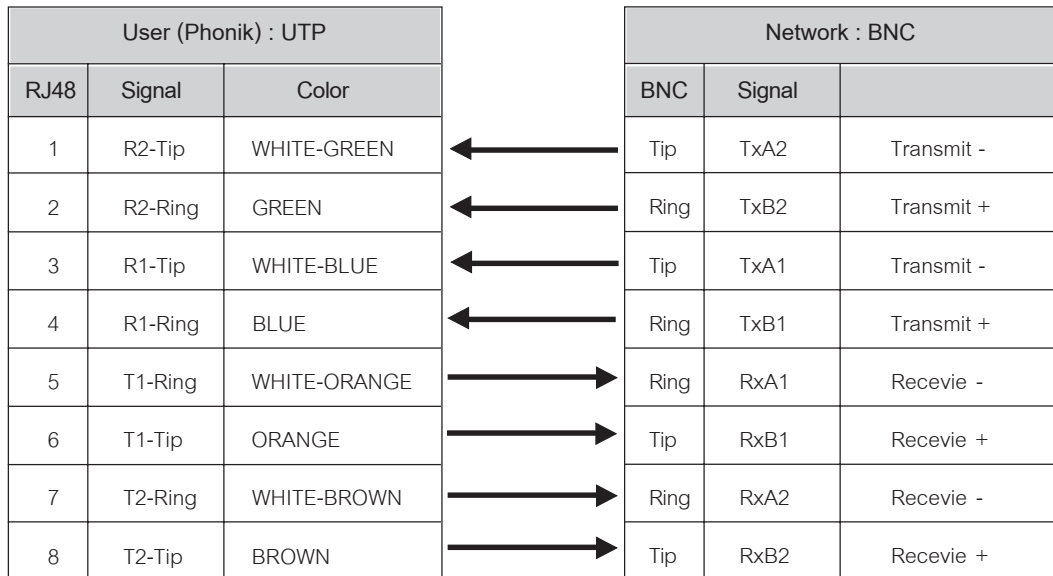 User (Phonik) : UTP Network : BNC
RJ48 Signal Color BNC Signal
1 R2-Tip WHITE-GREEN Tip TxA2 Transmit -
2 R2-Ring GREEN Ring TxB2 Transmit +
3 R1-Tip WHITE-BLUE Tip TxA1 Transmit -
4 R1-Ring BLUE Ring TxB1 Transmit +
5 T1-Ring WHITE-ORANGE Ring RxA1 Recevie -
6 T1-Tip ORANGE Tip RxB1 Recevie +
7 T2-Ring WHITE-BROWN Ring RxA2 Recevie -
8 T2-Tip BROWN Tip RxB2 Recevie +